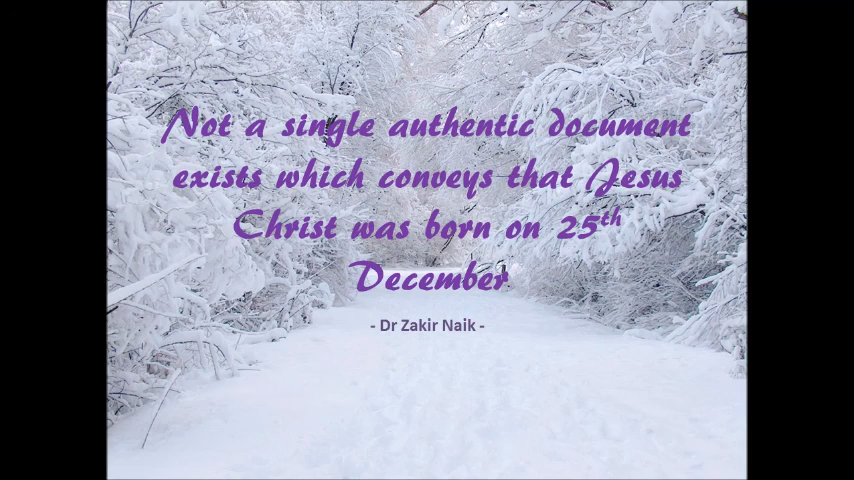 Not a single authentic document
exists which conveys that Jesus
Christ was born on 25th
December
- Dr Zakir Naik -